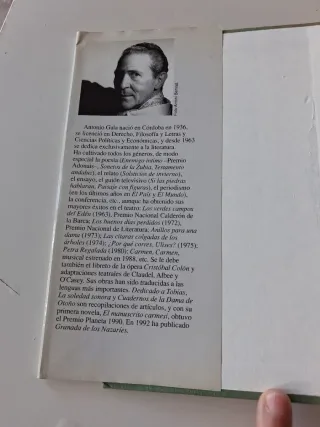 Antonio Gala nació en Córdoba en 1936,
se licenció en Derecho, Filosofía y Letras y
Ciencias Políticas y Económicas, y desde 1963
se dedica exclusivamente a la literatura.
Ha cultivado todos los géneros, de modo
especial la poesía (Enemigo íntimo –Premio
Adonais–, Sonetos de la Zubia, Testamento
andaluz), el relato (Solsticio de invierno),
el ensayo, el guión televisivo (Si las piedras
hablaran, Paisaje con figuras), el periodismo
(en los últimos años en El País y El Mundo),
la conferencia, etc., aunque ha obtenido sus
mayores éxitos en el teatro: Los verdes campos
del Edén (1963), Premio Nacional Calderón de
la Barca; Los buenos días perdidos (1972),
Premio Nacional de Literatura; Anillos para una
dama (1973); Las cítaras colgadas de los
árboles (1974); ¿Por qué corres, Ulises? (1975);
Petra Regalada (1980); Carmen, Carmen,
musical estrenado en 1988, etc. Se le debe
también el libreto de la ópera Cristóbal Colón y
adaptaciones teatrales de Claudel, Albee y
O'Casey. Sus obras han sido traducidas a las
lenguas más importantes. Dedicado a Tobías,
La soledad sonora y Cuadernos de la Dama de
Otoño son recopilaciones de artículos, y con su
primera novela, El manuscrito carmesí, obtuvo
el Premio Planeta 1990. En 1992 ha publicado
Granada de los Nazaríes.